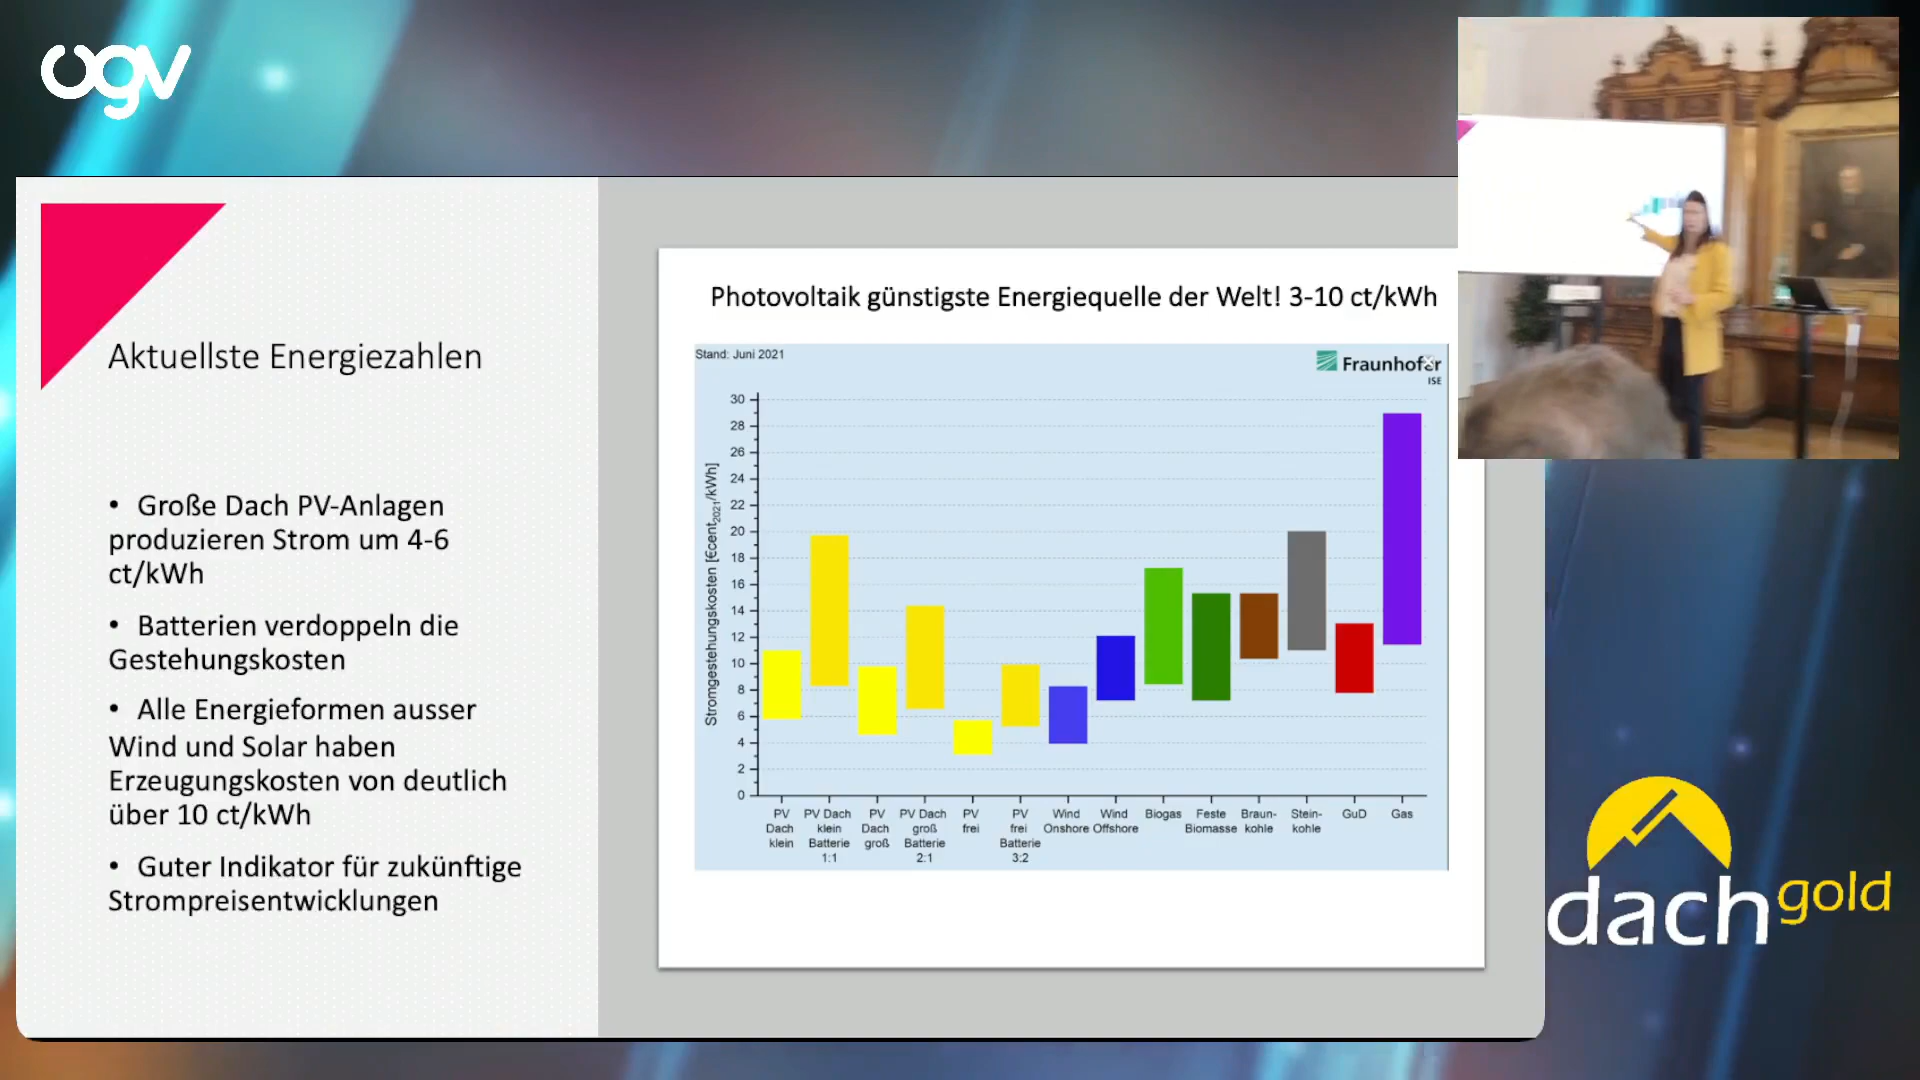 ogv
Aktuellste Energiezahlen
• Große Dach PV-Anlagen
produzieren Strom um 4-6
ct/kWh
• Batterien verdoppeln die
Gestehungskosten
• Alle Energieformen ausser
Wind und Solar haben
Erzeugungskosten von deutlich
über 10 ct/kWh
• Guter Indikator für zukünftige
Strompreisentwicklungen
Photovoltaik günstigste Energiequelle der Welt! 3-10 ct/kWh
Stand: Juni 2021
Fraunhofer
ISE
Stromgestehungskosten [€cent2021/kWh]
30
28
26
24
22
20
18
16
14
12
10
8
6
4
2
0
PV
Dach
klein
PV Dach
klein
Batterie
1:1
PV
Dach
groß
PV Dach
groß
Batterie
2:1
PV
frei
PV
frei
Batterie
3:2
Wind
Onshore
Wind
Offshore
Biogas
Feste
Biomasse
Braun-
kohle
Stein-
kohle
GuD
Gas
dachgold